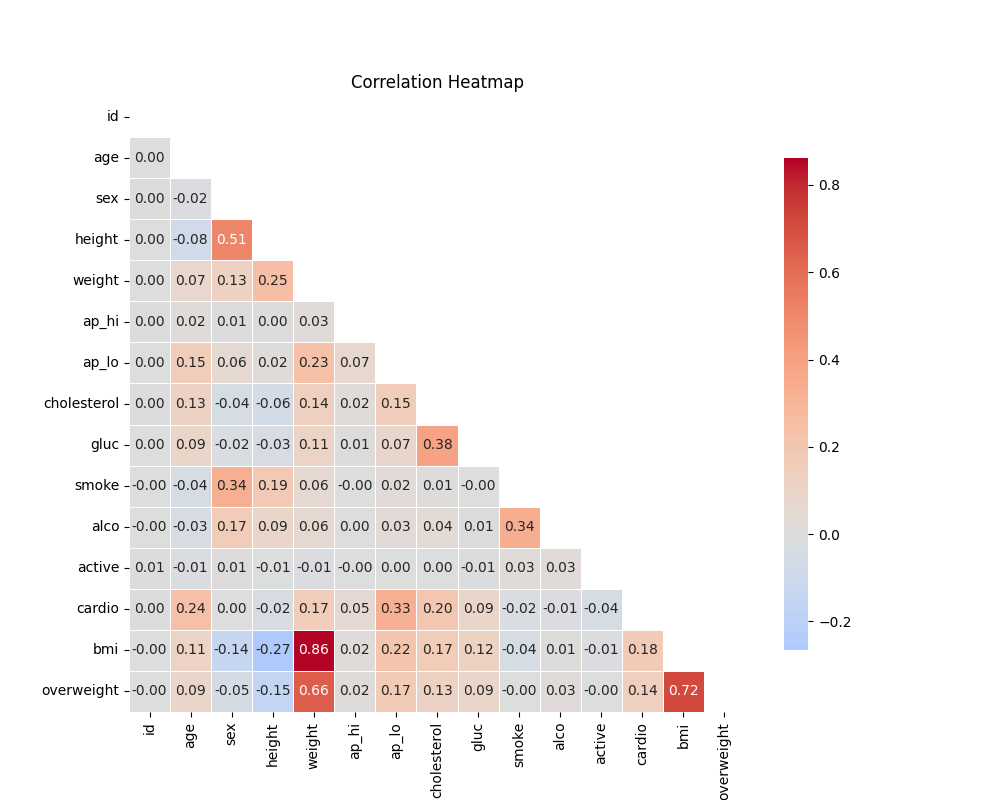 Correlation Heatmap
id
age 0.00
sex 0.00 -0.02
height 0.00 -0.08 0.51
weight 0.00 0.07 0.13 0.25
ap_hi 0.00 0.02 0.01 0.00 0.03
ap_lo 0.00 0.15 0.06 0.02 0.23 0.07
cholesterol 0.00 0.13 -0.04 -0.06 0.14 0.02 0.15
gluc 0.00 0.09 -0.02 -0.03 0.11 0.01 0.07 0.38
smoke -0.00 -0.04 0.34 0.19 0.06 -0.00 0.02 0.01 -0.00
alco -0.00 -0.03 0.17 0.09 0.06 0.00 0.03 0.04 0.01 0.34
active 0.01 -0.01 0.01 -0.01 -0.01 -0.00 0.00 0.00 -0.01 0.03 0.03
cardio 0.00 0.24 0.00 -0.02 0.17 0.05 0.33 0.20 0.09 -0.02 -0.01 -0.04
bmi -0.00 0.11 -0.14 -0.27 0.86 0.02 0.22 0.17 0.12 -0.04 0.01 -0.01 0.18
overweight -0.00 0.09 -0.05 -0.15 0.66 0.02 0.17 0.13 0.09 -0.00 0.03 -0.00 0.14 0.72
id age sex height weight ap_hi ap_lo cholesterol gluc smoke alco active cardio bmi overweight
0.8
0.6
0.4
0.2
0.0
−0.2